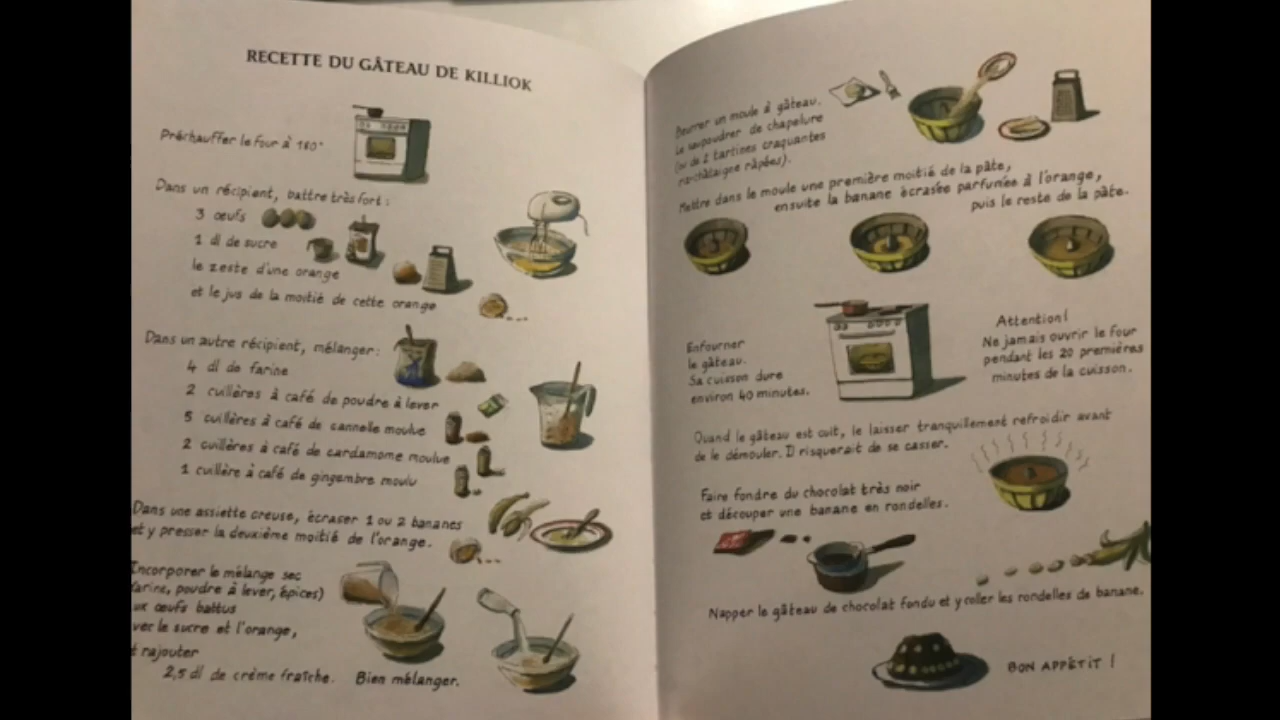 RECETTE DU GÂTEAU DE KILLIOK
Préchauffer le four à 180°
Dans un récipient, battre très fort :
3 œufs
1 dl de sucre
le zeste d'une orange
et le jus de la moitié de cette orange
Dans un autre récipient, mélanger :
4 dl de farine
2 cuillères à café de poudre à lever
5 cuillères à café de cannelle moulue
2 cuillères à café de cardamome moulue
1 cuillère à café de gingembre moulu
Dans une assiette creuse, écraser 1 ou 2 bananes
et y presser la deuxième moitié de l'orange.
Incorporer le mélange sec
farine, poudre à lever, épices)
ux œufs battus
vec le sucre et l'orange,
t rajouter
2,5 dl de crème fraîche. Bien mélanger.
Beurrer un moule à gâteau.
Le saupoudrer de chapelure
(ou de 2 tartines craquantes
riz-châtaigne râpées).
Mettre dans le moule une première moitié de la pâte,
ensuite la banane écrasée parfumée à l'orange,
puis le reste de la pâte.
Enfourner
le gâteau.
Sa cuisson dure
environ 40 minutes.
Attention !
Ne jamais ouvrir le four
pendant les 20 premières
minutes de la cuisson.
Quand le gâteau est cuit, le laisser tranquillement refroidir avant
de le démouler. Il risquerait de se casser.
Faire fondre du chocolat très noir
et découper une banane en rondelles.
Napper le gâteau de chocolat fondu et y coller les rondelles de banane.
BON APPÉTIT !